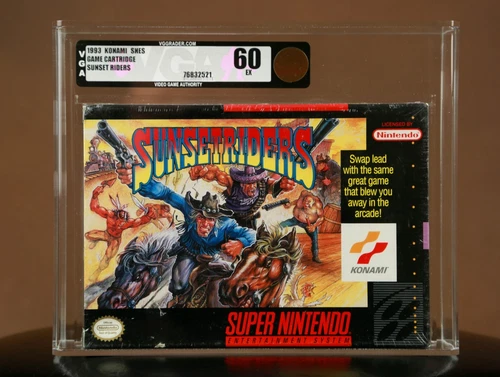 VGGRADER.COM
VGA
1993 KONAMI SNES
GAME CARTRIDGE
SUNSET RIDERS
76832521
60
EX
VIDEO GAME AUTHORITY
SUNSETRIDERS
LICENSED BY
Nintendo
Swap lead
with the same
great game
that blew you
away in the
arcade!
KONAMI
SUPER NINTENDO
ENTERTAINMENT SYSTEM